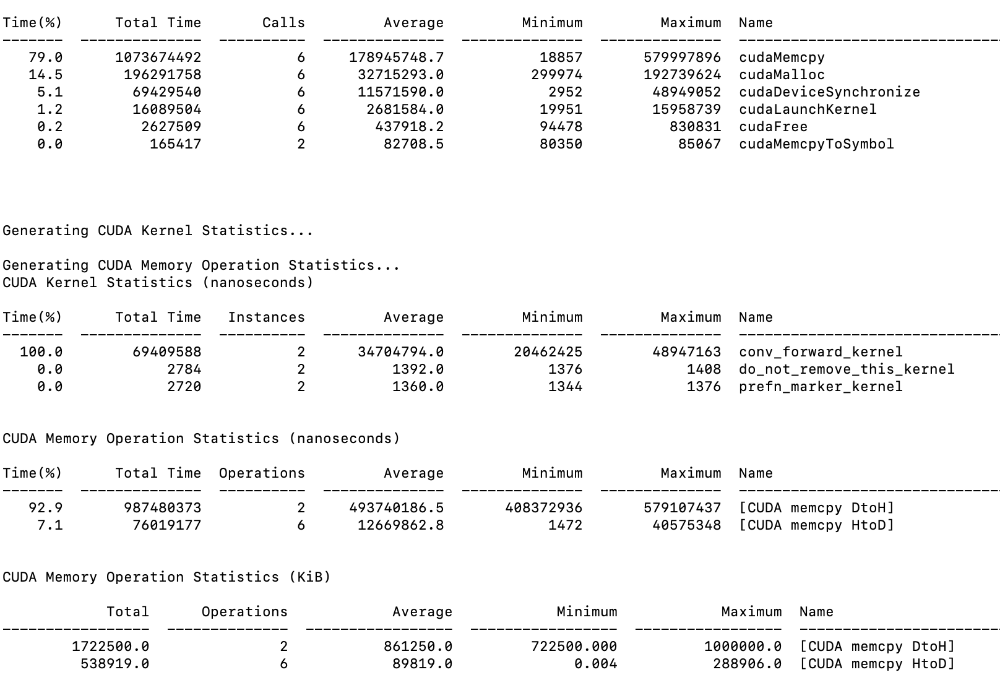 Time(%) Total Time Calls Average Minimum Maximum Name
------- -------------- ---------- -------------- -------------- -------------- ------------------------------
79.0 1073674492 6 178945748.7 18857 579997896 cudaMemcpy
14.5 196291758 6 32715293.0 299974 192739624 cudaMalloc
5.1 69429540 6 11571590.0 2952 48949052 cudaDeviceSynchronize
1.2 16089504 6 2681584.0 19951 15958739 cudaLaunchKernel
0.2 2627509 6 437918.2 94478 830831 cudaFree
0.0 165417 2 82708.5 80350 85067 cudaMemcpyToSymbol
Generating CUDA Kernel Statistics...
Generating CUDA Memory Operation Statistics...
CUDA Kernel Statistics (nanoseconds)
Time(%) Total Time Instances Average Minimum Maximum Name
------- -------------- ---------- -------------- -------------- -------------- ------------------------------
100.0 69409588 2 34704794.0 20462425 48947163 conv_forward_kernel
0.0 2784 2 1392.0 1376 1408 do_not_remove_this_kernel
0.0 2720 2 1360.0 1344 1376 prefn_marker_kernel
CUDA Memory Operation Statistics (nanoseconds)
Time(%) Total Time Operations Average Minimum Maximum Name
------- -------------- ---------- -------------- -------------- -------------- ------------------------------
92.9 987480373 2 493740186.5 408372936 579107437 [CUDA memcpy DtoH]
7.1 76019177 6 12669862.8 1472 40575348 [CUDA memcpy HtoD]
CUDA Memory Operation Statistics (KiB)
Total Operations Average Minimum Maximum Name
----------------- -------------- ----------------- ----------------- ----------------- -----------------------
1722500.0 2 861250.0 722500.000 1000000.0 [CUDA memcpy DtoH]
538919.0 6 89819.0 0.004 288906.0 [CUDA memcpy HtoD]